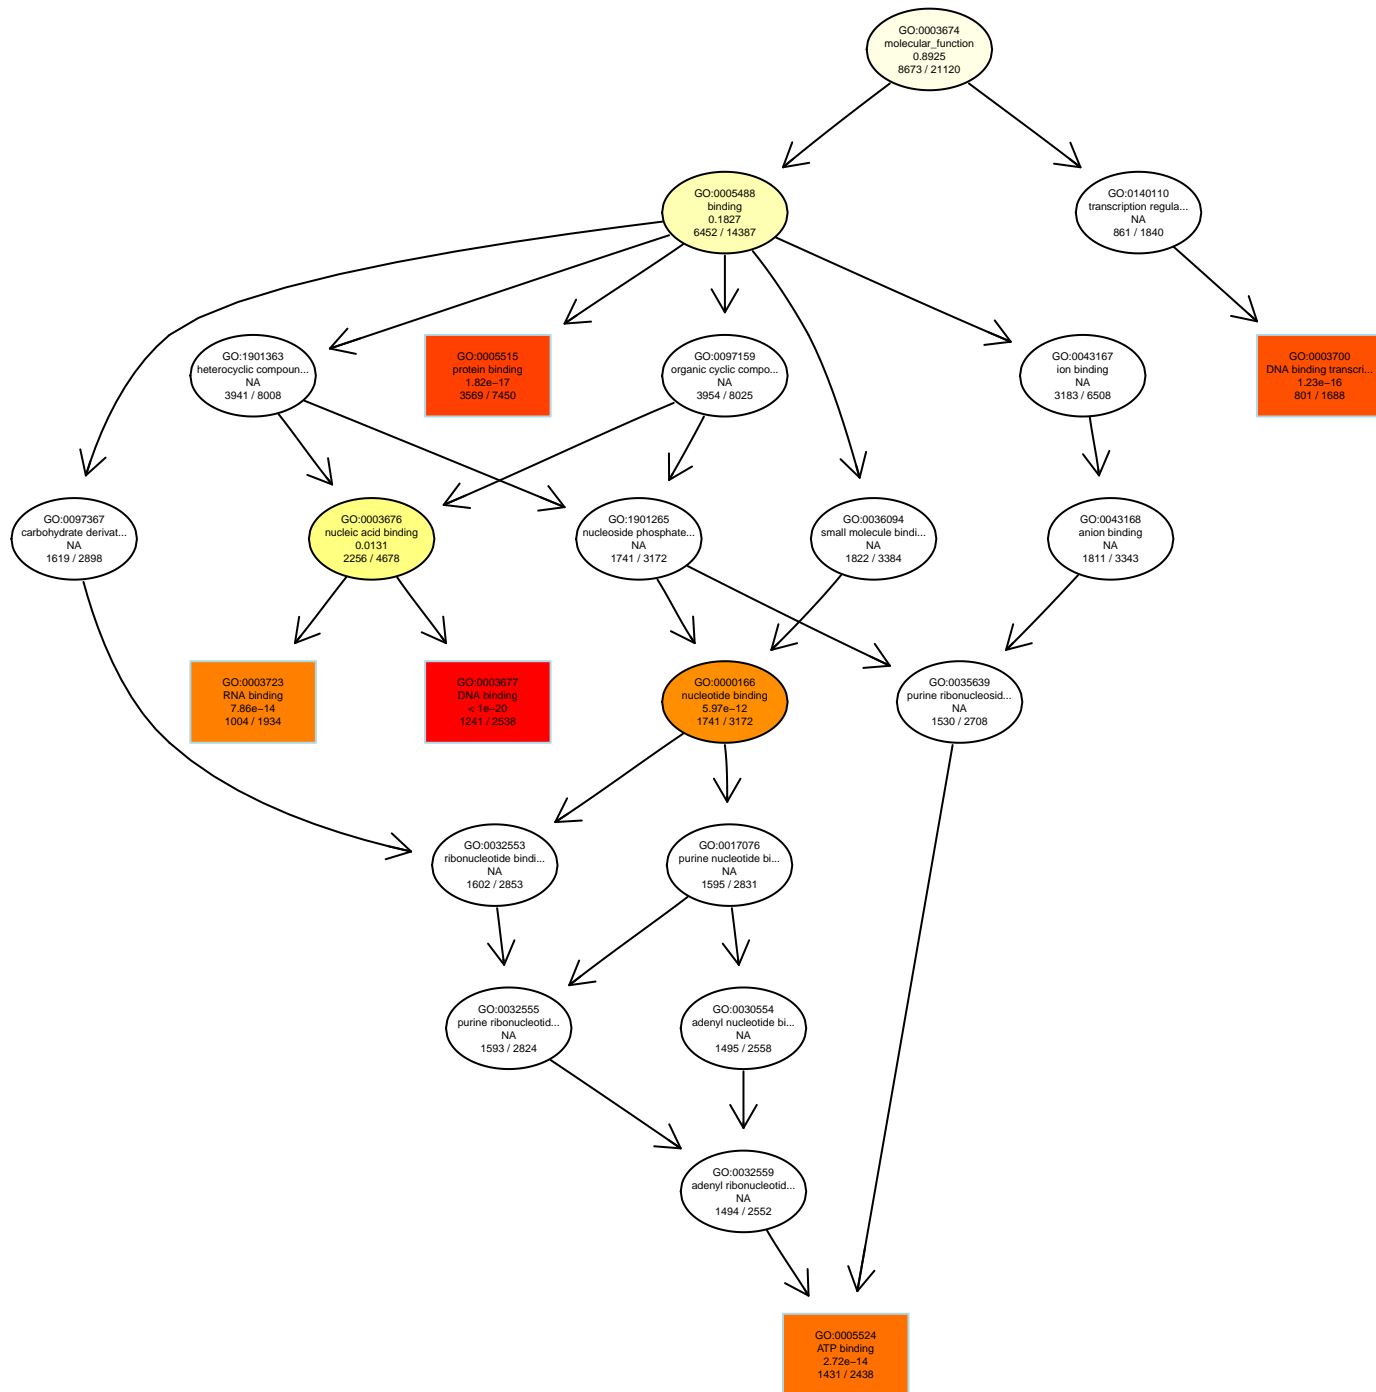 GO:0003674
molecular_function
0.8925
8673 / 21120
GO:0005488
binding
0.1827
6452 / 14387
GO:0140110
transcription regula...
NA
861 / 1840
GO:1901363
heterocyclic compoun...
NA
3941 / 8008
GO:0005515
protein binding
1.82e−17
3569 / 7450
GO:0097159
organic cyclic compo...
NA
3954 / 8025
GO:0043167
ion binding
NA
3183 / 6508
GO:0003700
DNA binding transcri...
1.23e−16
801 / 1688
GO:0097367
carbohydrate derivat...
NA
1619 / 2898
GO:0003676
nucleic acid binding
0.0131
2256 / 4678
GO:1901265
nucleoside phosphate...
NA
1741 / 3172
GO:0036094
small molecule bindi...
NA
1822 / 3384
GO:0043168
anion binding
NA
1811 / 3343
GO:0003723
RNA binding
7.86e−14
1004 / 1934
GO:0003677
DNA binding
< 1e−20
1241 / 2538
GO:0000166
nucleotide binding
5.97e−12
1741 / 3172
GO:0035639
purine ribonucleosid...
NA
1530 / 2708
GO:0032553
ribonucleotide bindi...
NA
1602 / 2853
GO:0017076
purine nucleotide bi...
NA
1595 / 2831
GO:0032555
purine ribonucleotid...
NA
1593 / 2824
GO:0030554
adenyl nucleotide bi...
NA
1495 / 2558
GO:0032559
adenyl ribonucleotid...
NA
1494 / 2552
GO:0005524
ATP binding
2.72e−14
1431 / 2438